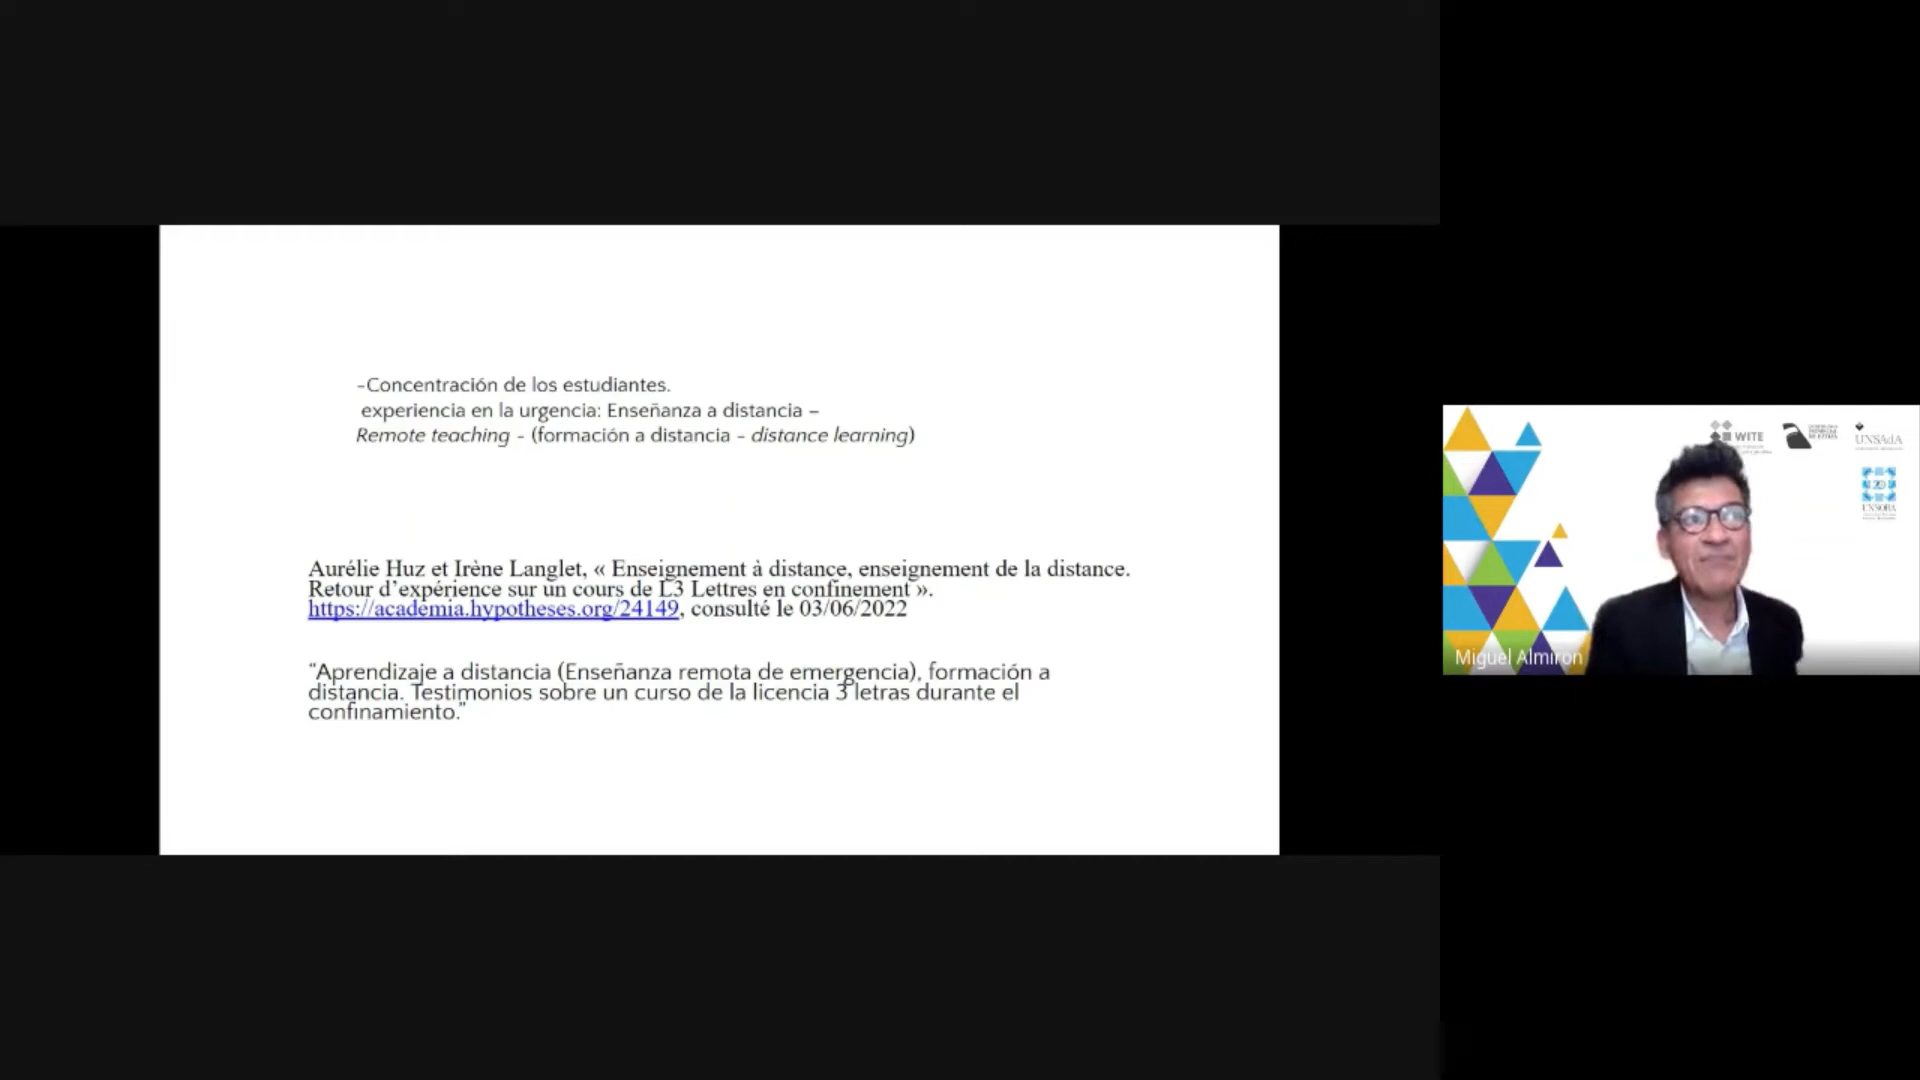 -Concentración de los estudiantes.
experiencia en la urgencia: Enseñanza a distancia –
Remote teaching - (formación a distancia - distance learning)
Aurélie Huz et Irène Langlet, « Enseignement à distance, enseignement de la distance.
Retour d’expérience sur un cours de L3 Lettres en confinement ».
https://academia.hypotheses.org/24149, consulté le 03/06/2022
“Aprendizaje a distancia (Enseñanza remota de emergencia), formación a
distancia. Testimonios sobre un curso de la licencia 3 letras durante el
confinamiento.”
WITE
UNSAdA
20
UNNOBA
Miguel Almiron